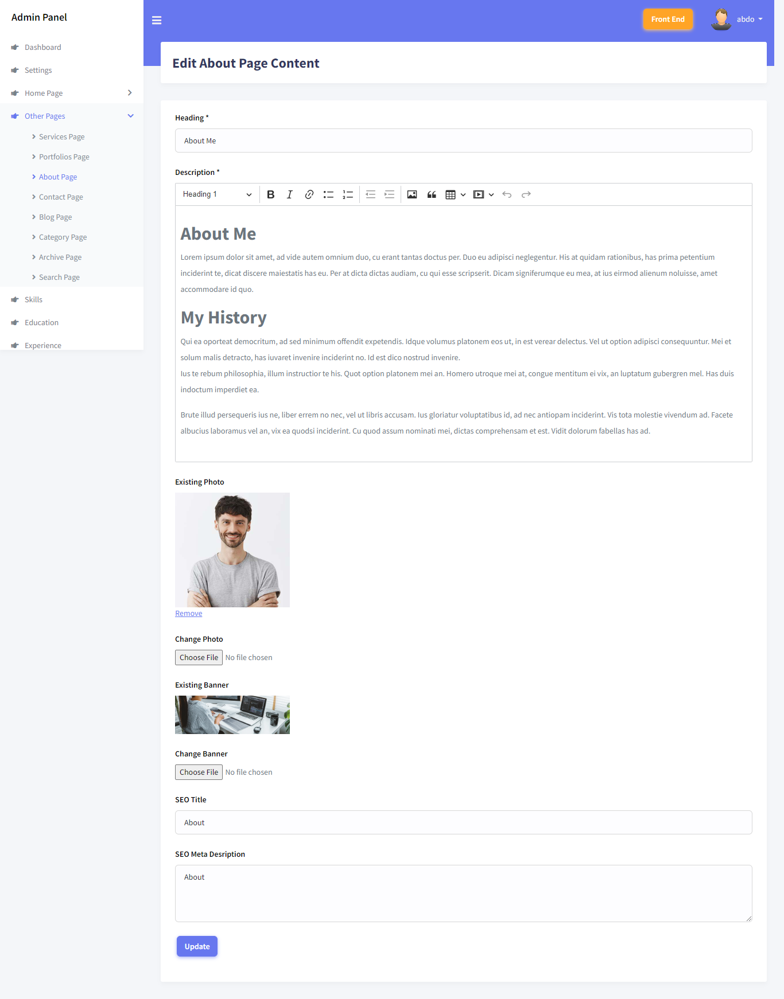 Admin Panel
Front End
abdo
Dashboard
Settings
Home Page
Other Pages
Services Page
Portfolios Page
About Page
Contact Page
Blog Page
Category Page
Archive Page
Search Page
Skills
Education
Experience
Edit About Page Content
Heading *
About Me
Description *
Heading 1
About Me
Lorem ipsum dolor sit amet, ad vide autem omnium duo, cu erant tantas doctus per. Duo eu adipisci neglegentur. His at quidam rationibus, has prima petentium
inciderint te, dicat discere maiestatis has eu. Per at dicta dictas audiam, cu qui esse scripserit. Dicam signiferumque eu mea, at ius eirmod alienum noluisse, amet
accommodare id quo.
My History
Qui ea oporteat democritum, ad sed minimum offendit expetendis. Idque volumus platonem eos ut, in est verear delectus. Vel ut option adipisci consequuntur. Mei et
solum malis detracto, has iuvaret invenire inciderint no. Id est dico nostrud invenire.
Ius te rebum philosophia, illum instructior te his. Quot option platonem mei an. Homero utroque mei at, congue mentitum ei vix, an luptatum gubergren mel. Has duis
indoctum imperdiet ea.
Brute illud persequeris ius ne, liber errem no nec, vel ut libris accusam. Ius gloriatur voluptatibus id, ad nec antiopam inciderint. Vis tota molestie vivendum ad. Facete
albucius laboramus vel an, vix ea quodsi inciderint. Cu quod assum nominati mei, dictas comprehensam et est. Vidit dolorum fabellas has ad.
Existing Photo
Remove
Change Photo
Choose File No file chosen
Existing Banner
Change Banner
Choose File No file chosen
SEO Title
About
SEO Meta Desription
About
Update